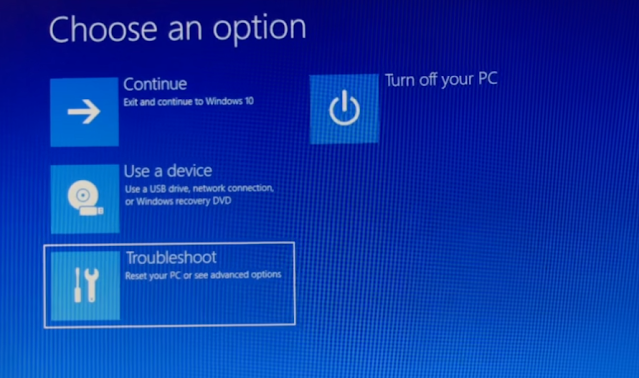 Choose an option
Continue
Exit and continue to Windows 10
Turn off your PC
Use a device
Use a USB drive, network connection,
or Windows recovery DVD
Troubleshoot
Reset your PC or see advanced options